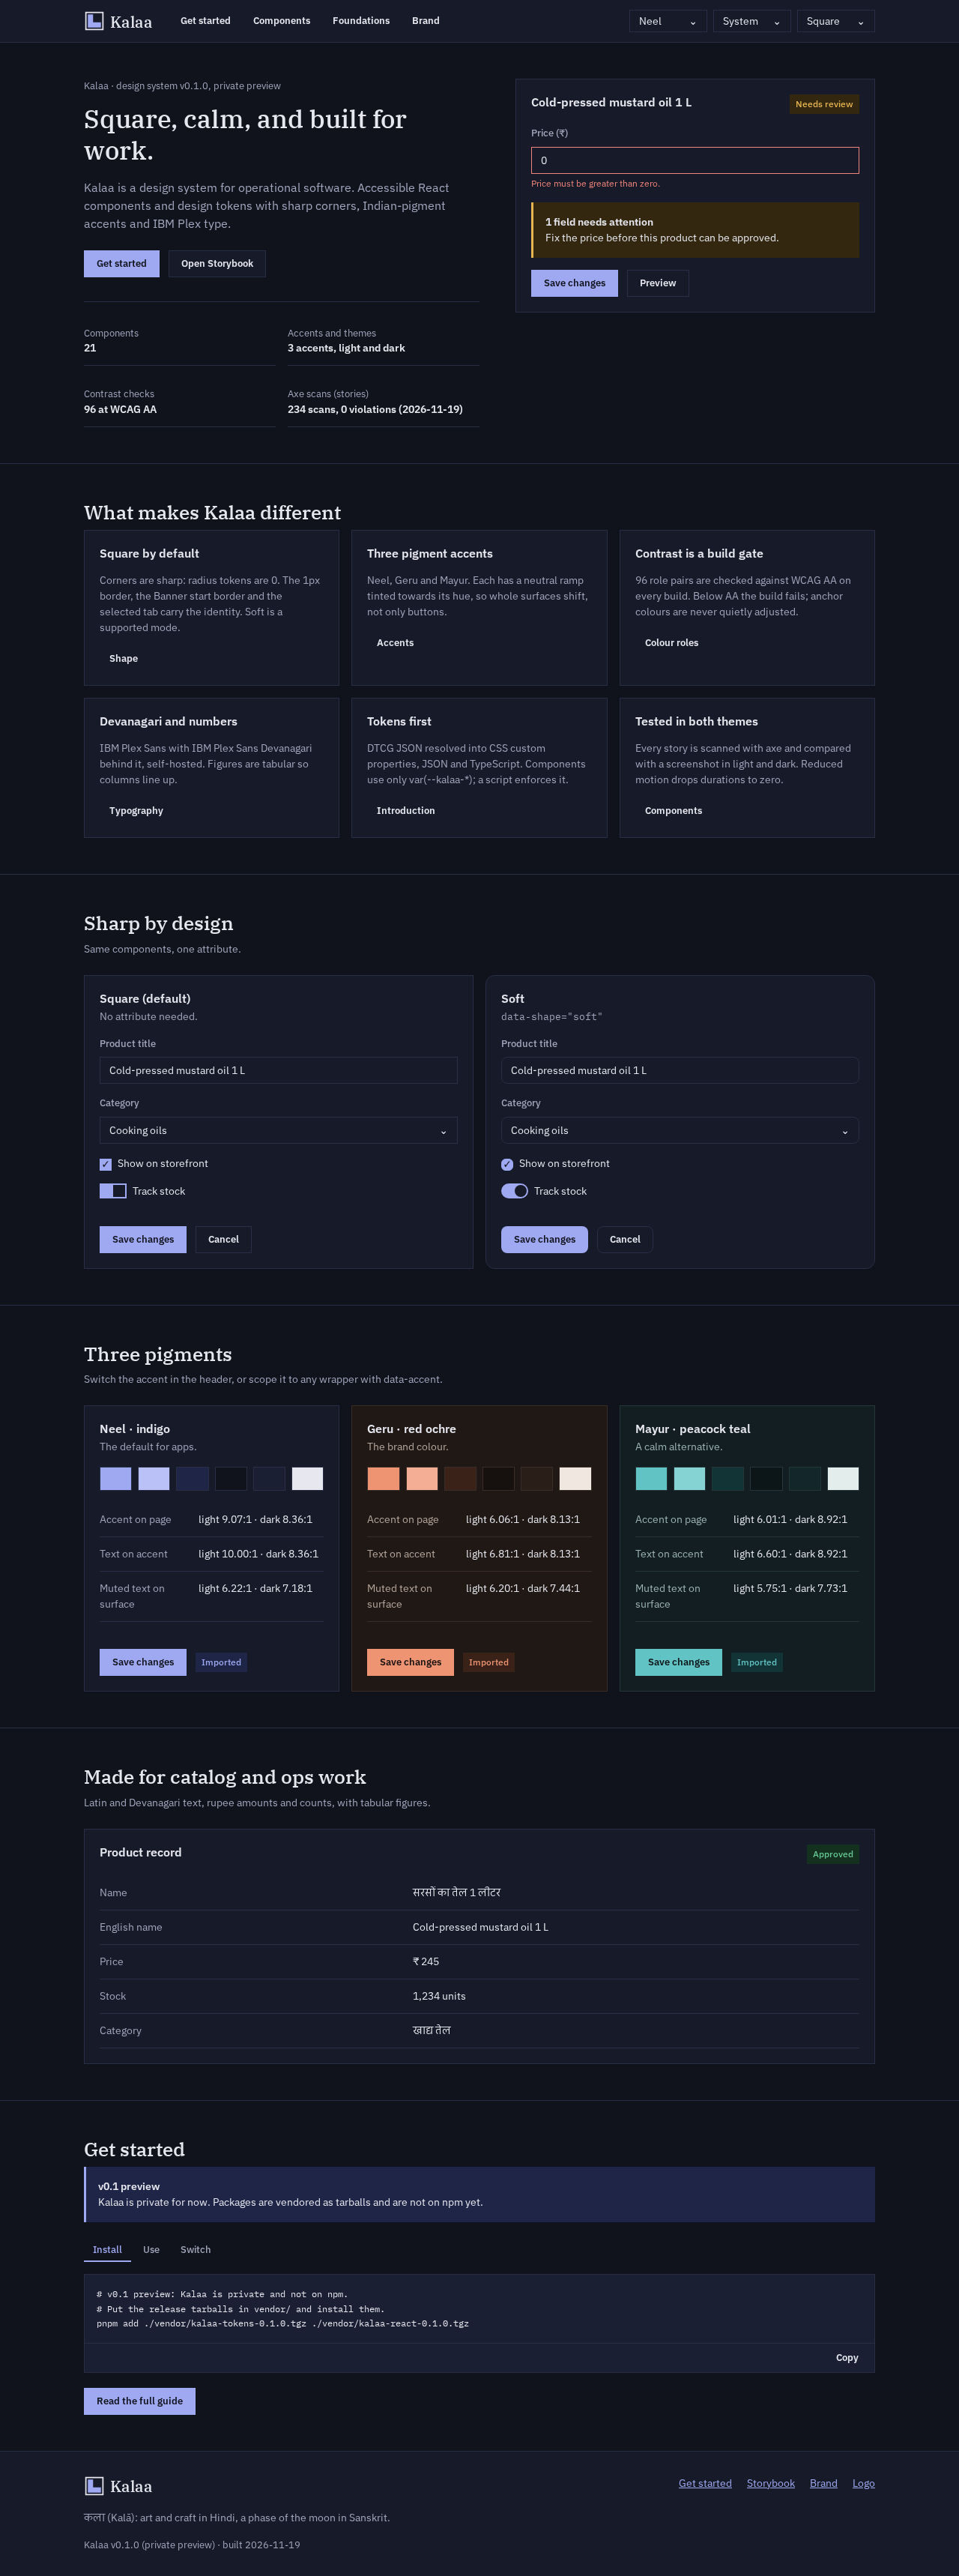 Kalaa
Get started
Components
Foundations
Brand
Neel
System
Square
Kalaa · design system v0.1.0, private preview
Square, calm, and built for
work.
Kalaa is a design system for operational software. Accessible React
components and design tokens with sharp corners, Indian-pigment
accents and IBM Plex type.
Get started
Open Storybook
Components
21
Accents and themes
3 accents, light and dark
Contrast checks
96 at WCAG AA
Axe scans (stories)
234 scans, 0 violations (2026-11-19)
Cold-pressed mustard oil 1 L
Needs review
Price (₹)
0
Price must be greater than zero.
1 field needs attention
Fix the price before this product can be approved.
Save changes
Preview
What makes Kalaa different
Square by default
Corners are sharp: radius tokens are 0. The 1px
border, the Banner start border and the
selected tab carry the identity. Soft is a
supported mode.
Shape
Three pigment accents
Neel, Geru and Mayur. Each has a neutral ramp
tinted towards its hue, so whole surfaces shift,
not only buttons.
Accents
Contrast is a build gate
96 role pairs are checked against WCAG AA on
every build. Below AA the build fails; anchor
colours are never quietly adjusted.
Colour roles
Devanagari and numbers
IBM Plex Sans with IBM Plex Sans Devanagari
behind it, self-hosted. Figures are tabular so
columns line up.
Typography
Tokens first
DTCG JSON resolved into CSS custom
properties, JSON and TypeScript. Components
use only var(--kalaa-*); a script enforces it.
Introduction
Tested in both themes
Every story is scanned with axe and compared
with a screenshot in light and dark. Reduced
motion drops durations to zero.
Components
Sharp by design
Same components, one attribute.
Square (default)
No attribute needed.
Product title
Cold-pressed mustard oil 1 L
Category
Cooking oils
Show on storefront
Track stock
Save changes
Cancel
Soft
data-shape="soft"
Product title
Cold-pressed mustard oil 1 L
Category
Cooking oils
Show on storefront
Track stock
Save changes
Cancel
Three pigments
Switch the accent in the header, or scope it to any wrapper with data-accent.
Neel · indigo
The default for apps.
Accent on page light 9.07:1 · dark 8.36:1
Text on accent light 10.00:1 · dark 8.36:1
Muted text on light 6.22:1 · dark 7.18:1
surface
Save changes
Imported
Geru · red ochre
The brand colour.
Accent on page light 6.06:1 · dark 8.13:1
Text on accent light 6.81:1 · dark 8.13:1
Muted text on light 6.20:1 · dark 7.44:1
surface
Save changes
Imported
Mayur · peacock teal
A calm alternative.
Accent on page light 6.01:1 · dark 8.92:1
Text on accent light 6.60:1 · dark 8.92:1
Muted text on light 5.75:1 · dark 7.73:1
surface
Save changes
Imported
Made for catalog and ops work
Latin and Devanagari text, rupee amounts and counts, with tabular figures.
Product record
Approved
Name सरसों का तेल 1 लीटर
English name Cold-pressed mustard oil 1 L
Price ₹ 245
Stock 1,234 units
Category खाद्य तेल
Get started
v0.1 preview
Kalaa is private for now. Packages are vendored as tarballs and are not on npm yet.
Install
Use
Switch
# v0.1 preview: Kalaa is private and not on npm.
# Put the release tarballs in vendor/ and install them.
pnpm add ./vendor/kalaa-tokens-0.1.0.tgz ./vendor/kalaa-react-0.1.0.tgz
Copy
Read the full guide
Kalaa
Get started
Storybook
Brand
Logo
कला (Kalā): art and craft in Hindi, a phase of the moon in Sanskrit.
Kalaa v0.1.0 (private preview) · built 2026-11-19